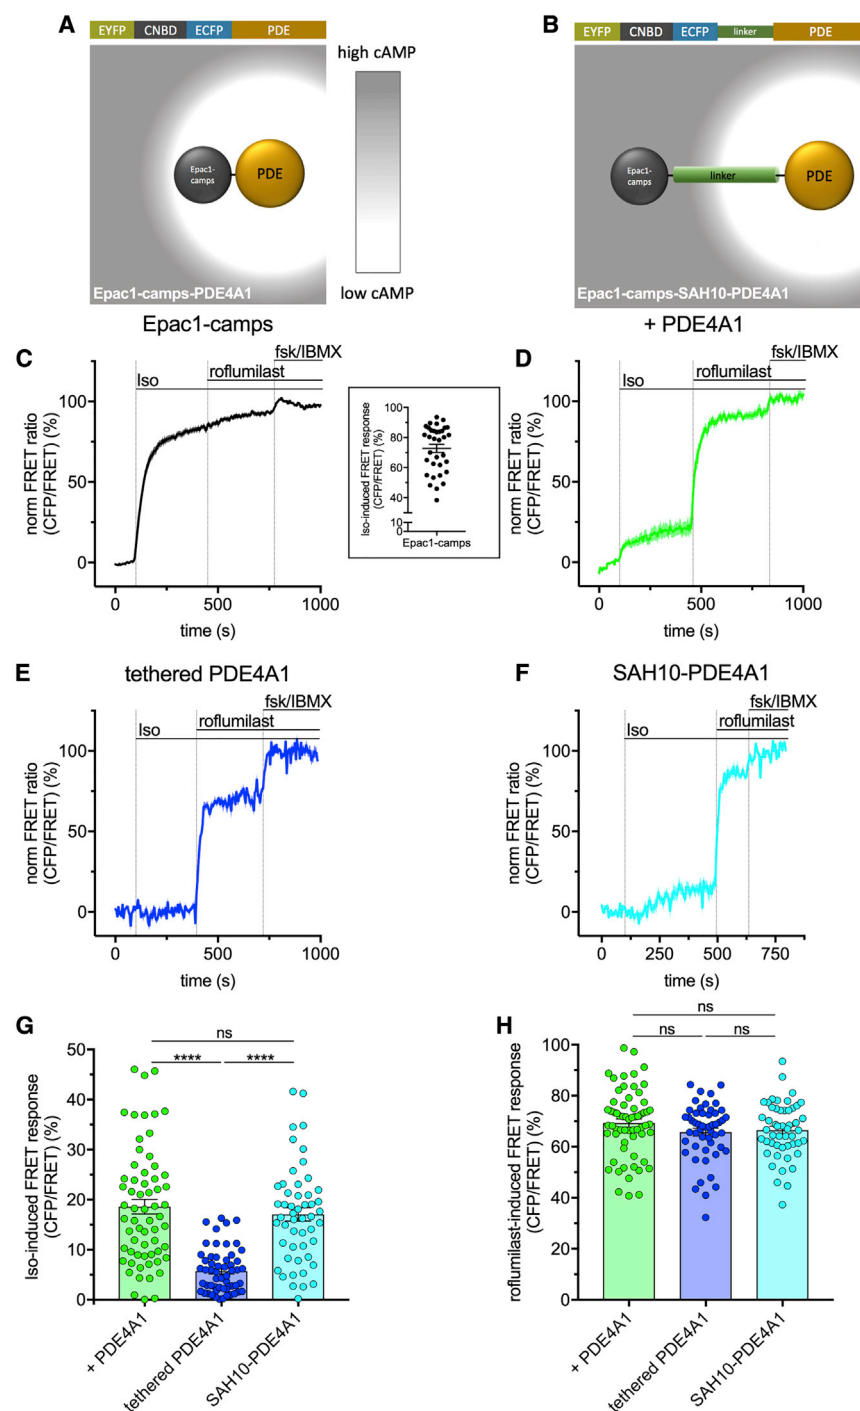 A
EYFP CNBD ECFP PDE
Epac1-
camps
PDE
Epac1-camps-PDE4A1
high cAMP
low cAMP
B
EYFP CNBD ECFP linker PDE
Epac1-
camps
linker
PDE
Epac1-camps-SAH10-PDE4A1
Epac1-camps
C
fsk/IBMX
roflumilast
Iso
norm FRET ratio
(CFP/FRET) (%)
100
50
0
0 500 1000
time (s)
Iso-induced FRET response
(CFP/FRET) (%)
100
80
60
40
10
0
Epac1-camps
+ PDE4A1
D
fsk/IBMX
roflumilast
Iso
norm FRET ratio
(CFP/FRET) (%)
100
50
0
0 500 1000
time (s)
E
tethered PDE4A1
fsk/IBMX
roflumilast
Iso
norm FRET ratio
(CFP/FRET) (%)
100
50
0
0 500 1000
time (s)
F
SAH10-PDE4A1
fsk/IBMX
roflumilast
Iso
norm FRET ratio
(CFP/FRET) (%)
100
50
0
0 250 500 750
time (s)
G
ns
**** ****
Iso-induced FRET response
(CFP/FRET) (%)
50
40
30
20
10
0
+ PDE4A1
tethered PDE4A1
SAH10-PDE4A1
H
ns
ns ns
roflumilast-induced FRET response
(CFP/FRET) (%)
100
80
60
40
20
0
+ PDE4A1
tethered PDE4A1
SAH10-PDE4A1